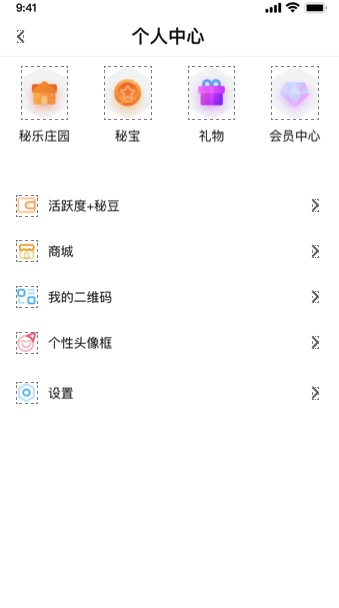 9:41
个人中心
秘乐庄园 秘宝 礼物 会员中心
活跃度+秘豆
商城
我的二维码
个性头像框
设置